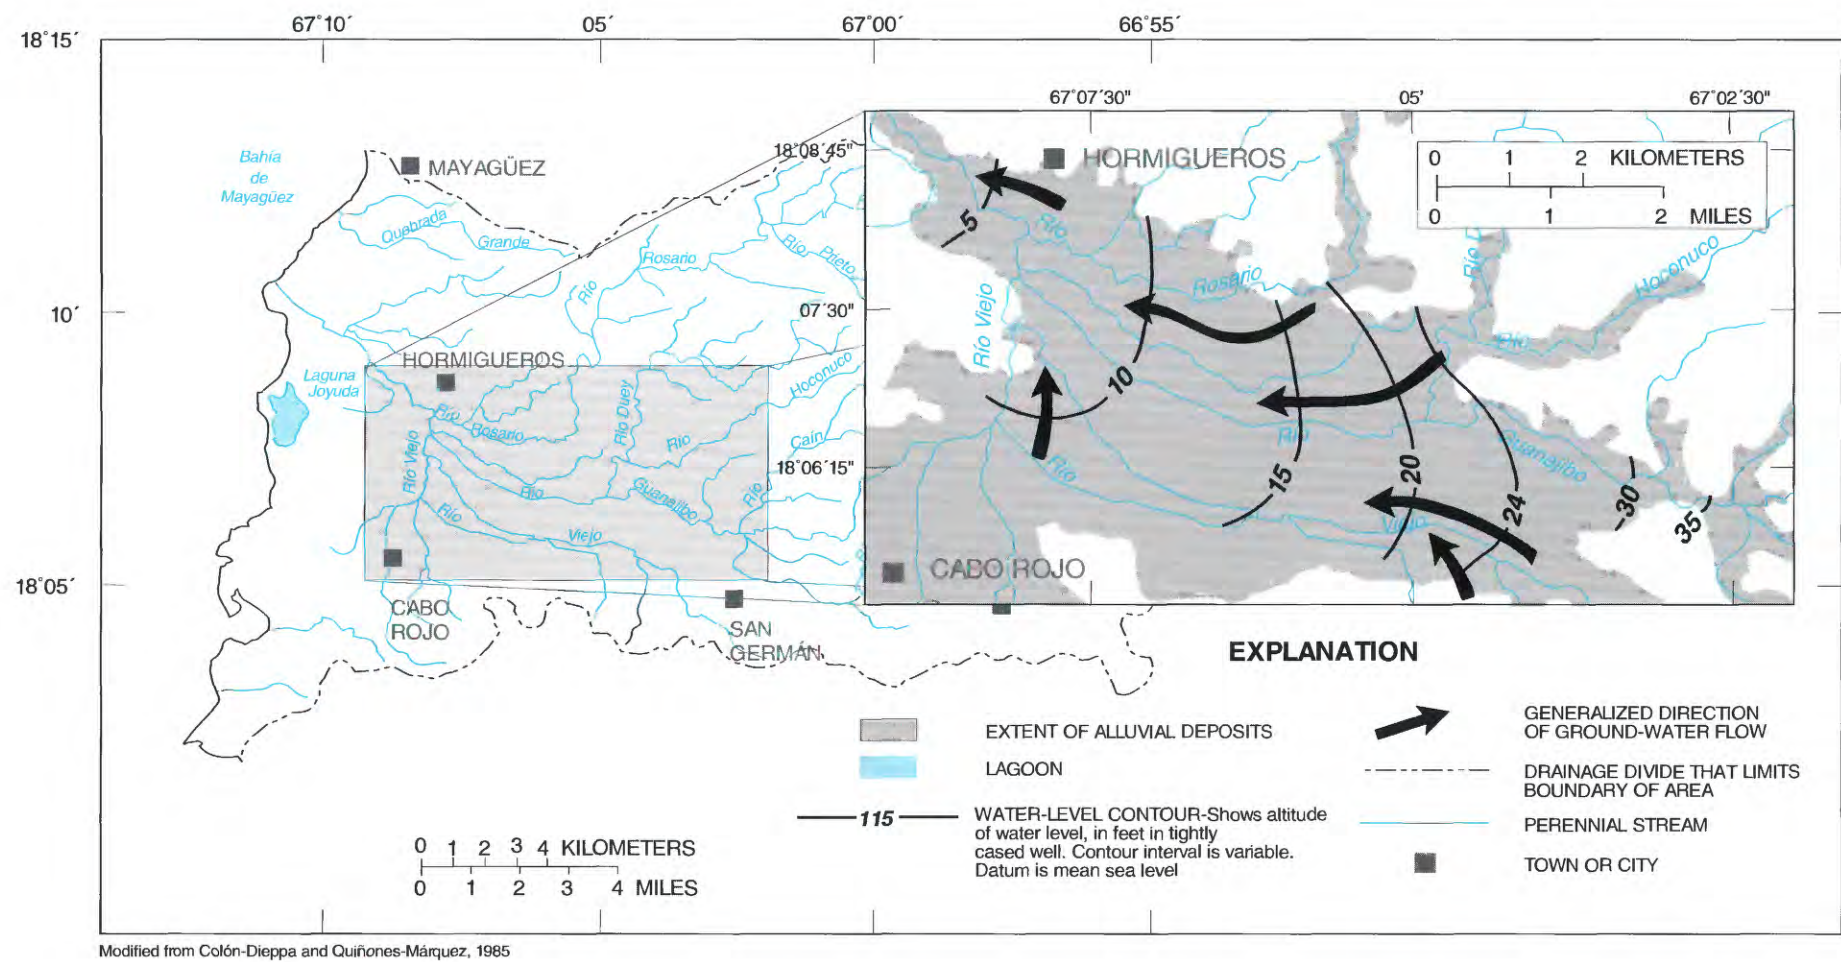 67°10´
05´
67°00´
66°55´
18°15´
10´
18°05´
Bahía
de
Mayagüez
MAYAGÜEZ
Quebrada
Grande
Rosario
Río
Río
Prieto
HORMIGUEROS
Laguna
Joyuda
Río
Rosario
Río Duey
Hoconuco
Río
Caín
Río Viejo
Río
Guanajibo
Río
Río
Viejo
CABO
ROJO
SAN
GERMÁN
67°07'30"
05'
67°02'30"
18°08´45"
07´30"
18°06´15"
HORMIGUEROS
0 1 2 KILOMETERS
0 1 2 MILES
5
Río
Rosario
Hoconuco
Río
Río Viejo
10
Río
Guanajibo
Río
15
20
24
30
35
Viejo
CABO ROJO
EXPLANATION
EXTENT OF ALLUVIAL DEPOSITS
LAGOON
115
WATER-LEVEL CONTOUR-Shows altitude
of water level, in feet in tightly
cased well. Contour interval is variable.
Datum is mean sea level
GENERALIZED DIRECTION
OF GROUND-WATER FLOW
DRAINAGE DIVIDE THAT LIMITS
BOUNDARY OF AREA
PERENNIAL STREAM
TOWN OR CITY
0 1 2 3 4 KILOMETERS
0 1 2 3 4 MILES
Modified from Colón-Dieppa and Quiñones-Márquez, 1985